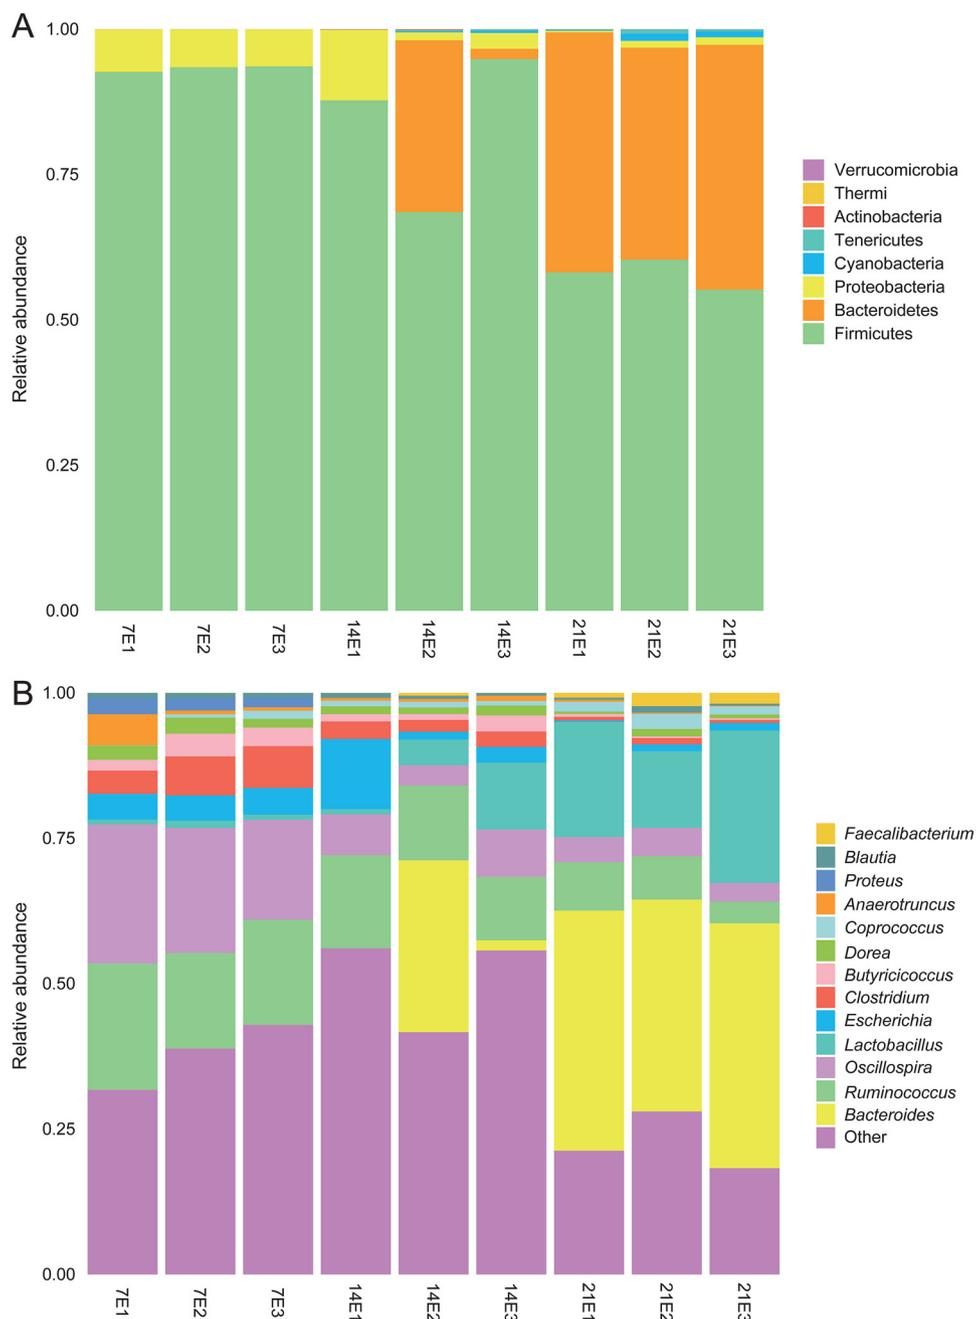 A
1.00
0.75
0.50
0.25
0.00
Relative abundance
7E1
7E2
7E3
14E1
14E2
14E3
21E1
21E2
21E3
Verrucomicrobia
Thermi
Actinobacteria
Tenericutes
Cyanobacteria
Proteobacteria
Bacteroidetes
Firmicutes
B
1.00
0.75
0.50
0.25
0.00
Relative abundance
7E1
7E2
7E3
14E1
14E2
14E3
21E1
21E2
21E3
Faecalibacterium
Blautia
Proteus
Anaerotruncus
Coprococcus
Dorea
Butyricicoccus
Clostridium
Escherichia
Lactobacillus
Oscillospira
Ruminococcus
Bacteroides
Other